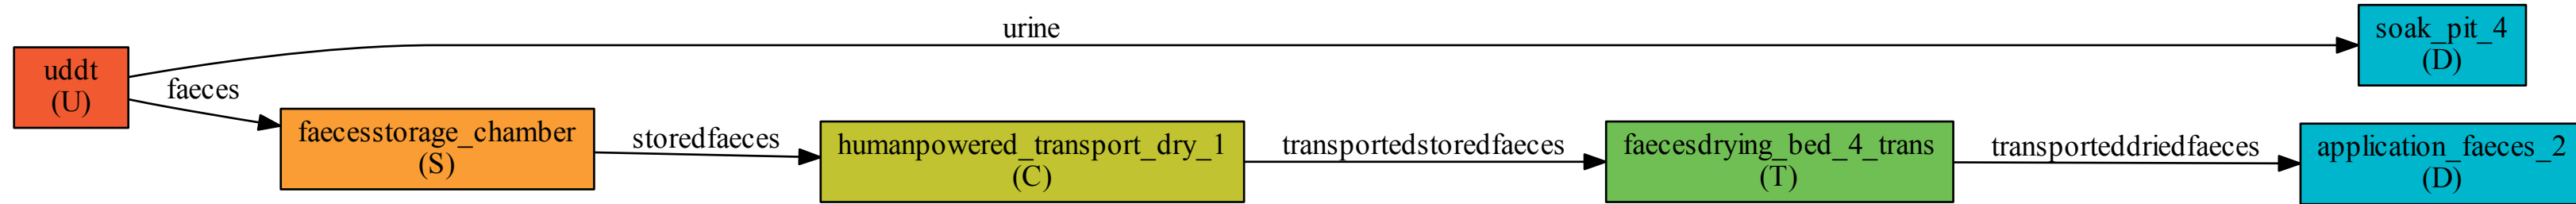 urine
soak_pit_4
(D)
uddt
(U)
faeces
faecesstorage_chamber
(S)
storedfaeces
humanpowered_transport_dry_1
(C)
transportedstoredfaeces
faecesdrying_bed_4_trans
(T)
transporteddriedfaeces
application_faeces_2
(D)